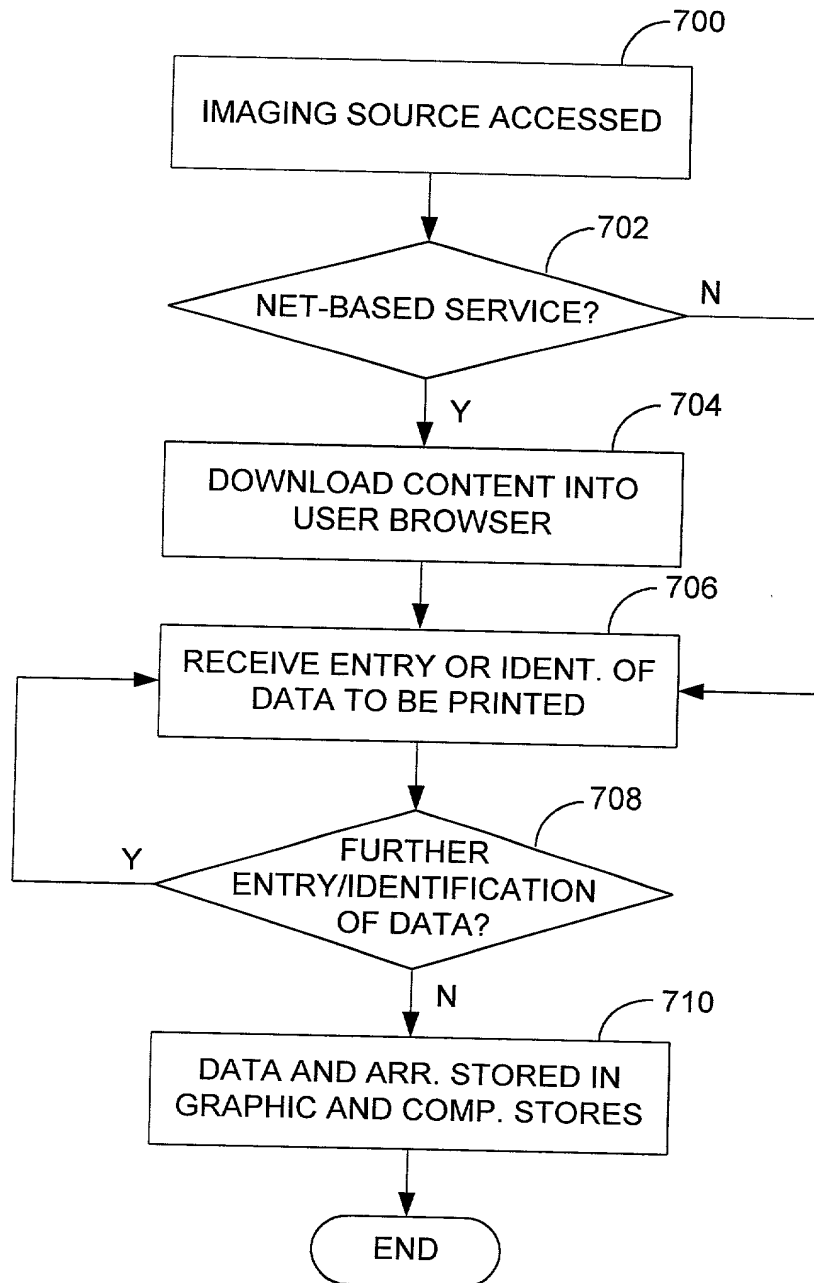 700
IMAGING SOURCE ACCESSED
702
NET-BASED SERVICE?
N
Y
704
DOWNLOAD CONTENT INTO
USER BROWSER
706
RECEIVE ENTRY OR IDENT. OF
DATA TO BE PRINTED
708
Y
FURTHER
ENTRY/IDENTIFICATION
OF DATA?
N
710
DATA AND ARR. STORED IN
GRAPHIC AND COMP. STORES
END